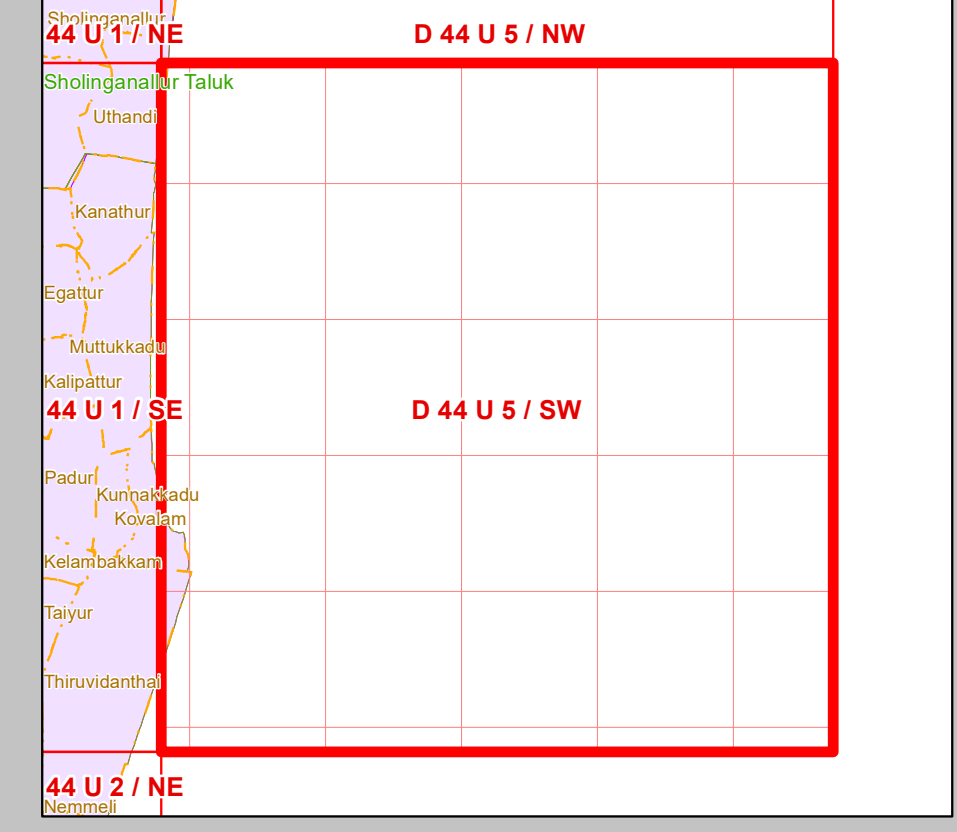 Sholinganallur
44 U 1 / NE
D 44 U 5 / NW
Sholinganallur Taluk
Uthandi
Kanathur
Egattur
Muttukkadu
Kalipattur
44 U 1 / SE
D 44 U 5 / SW
Padur
Kunnakkadu
Kovalam
Kelambakkam
Taiyur
Thiruvidanthai
44 U 2 / NE
Nemmeli